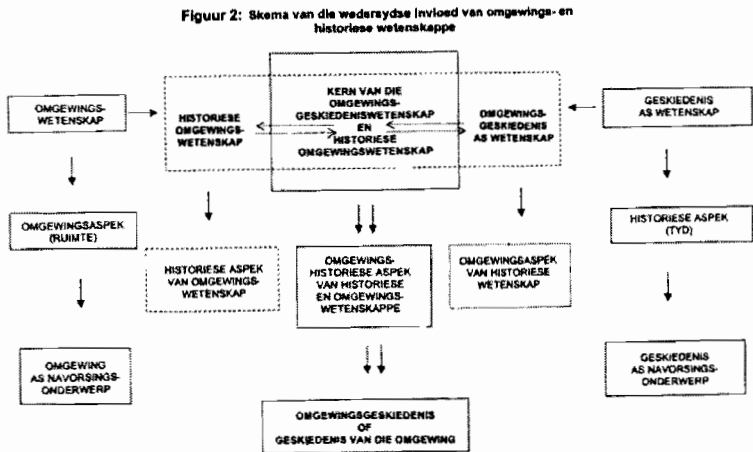 Figuur 2: Skema van die wedersydse invloed van omgewings- en
historiese wetenskappe
OMGEWINGS-
WETENSKAP
HISTORIESE
OMGEWINGS-
WETENSKAP
KERN VAN DIE
OMGEWINGS-
GESKIEDENISWETENSKAP
EN
HISTORIESE
OMGEWINGSWETENSKAP
OMGEWINGS-
GESKIEDENIS
AS WETENSKAP
GESKIEDENIS
AS WETENSKAP
OMGEWINGSASPEK
(RUIMTE)
HISTORIESE ASPEK
VAN OMGEWINGS-
WETENSKAP
OMGEWINGS-
HISTORIESE ASPEK
VAN HISTORIESE
EN OMGEWINGS-
WETENSKAPPE
OMGEWINGSASPEK
VAN HISTORIESE
WETENSKAP
HISTORIESE ASPEK
(TYD)
OMGEWING
AS NAVORSINGS-
ONDERWERP
GESKIEDENIS
AS NAVORSINGS-
ONDERWERP
OMGEWINGSGESKIEDENIS
OF
GESKIEDENIS VAN DIE OMGEWING